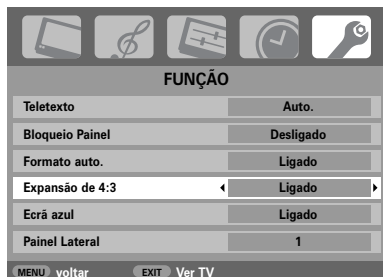 FUNÇÃO
Teletexto Auto.
Bloqueio Painel Desligado
Formato auto. Ligado
Expansão de 4:3 Ligado
Ecrã azul Ligado
Painel Lateral 1
MENU voltar EXIT Ver TV